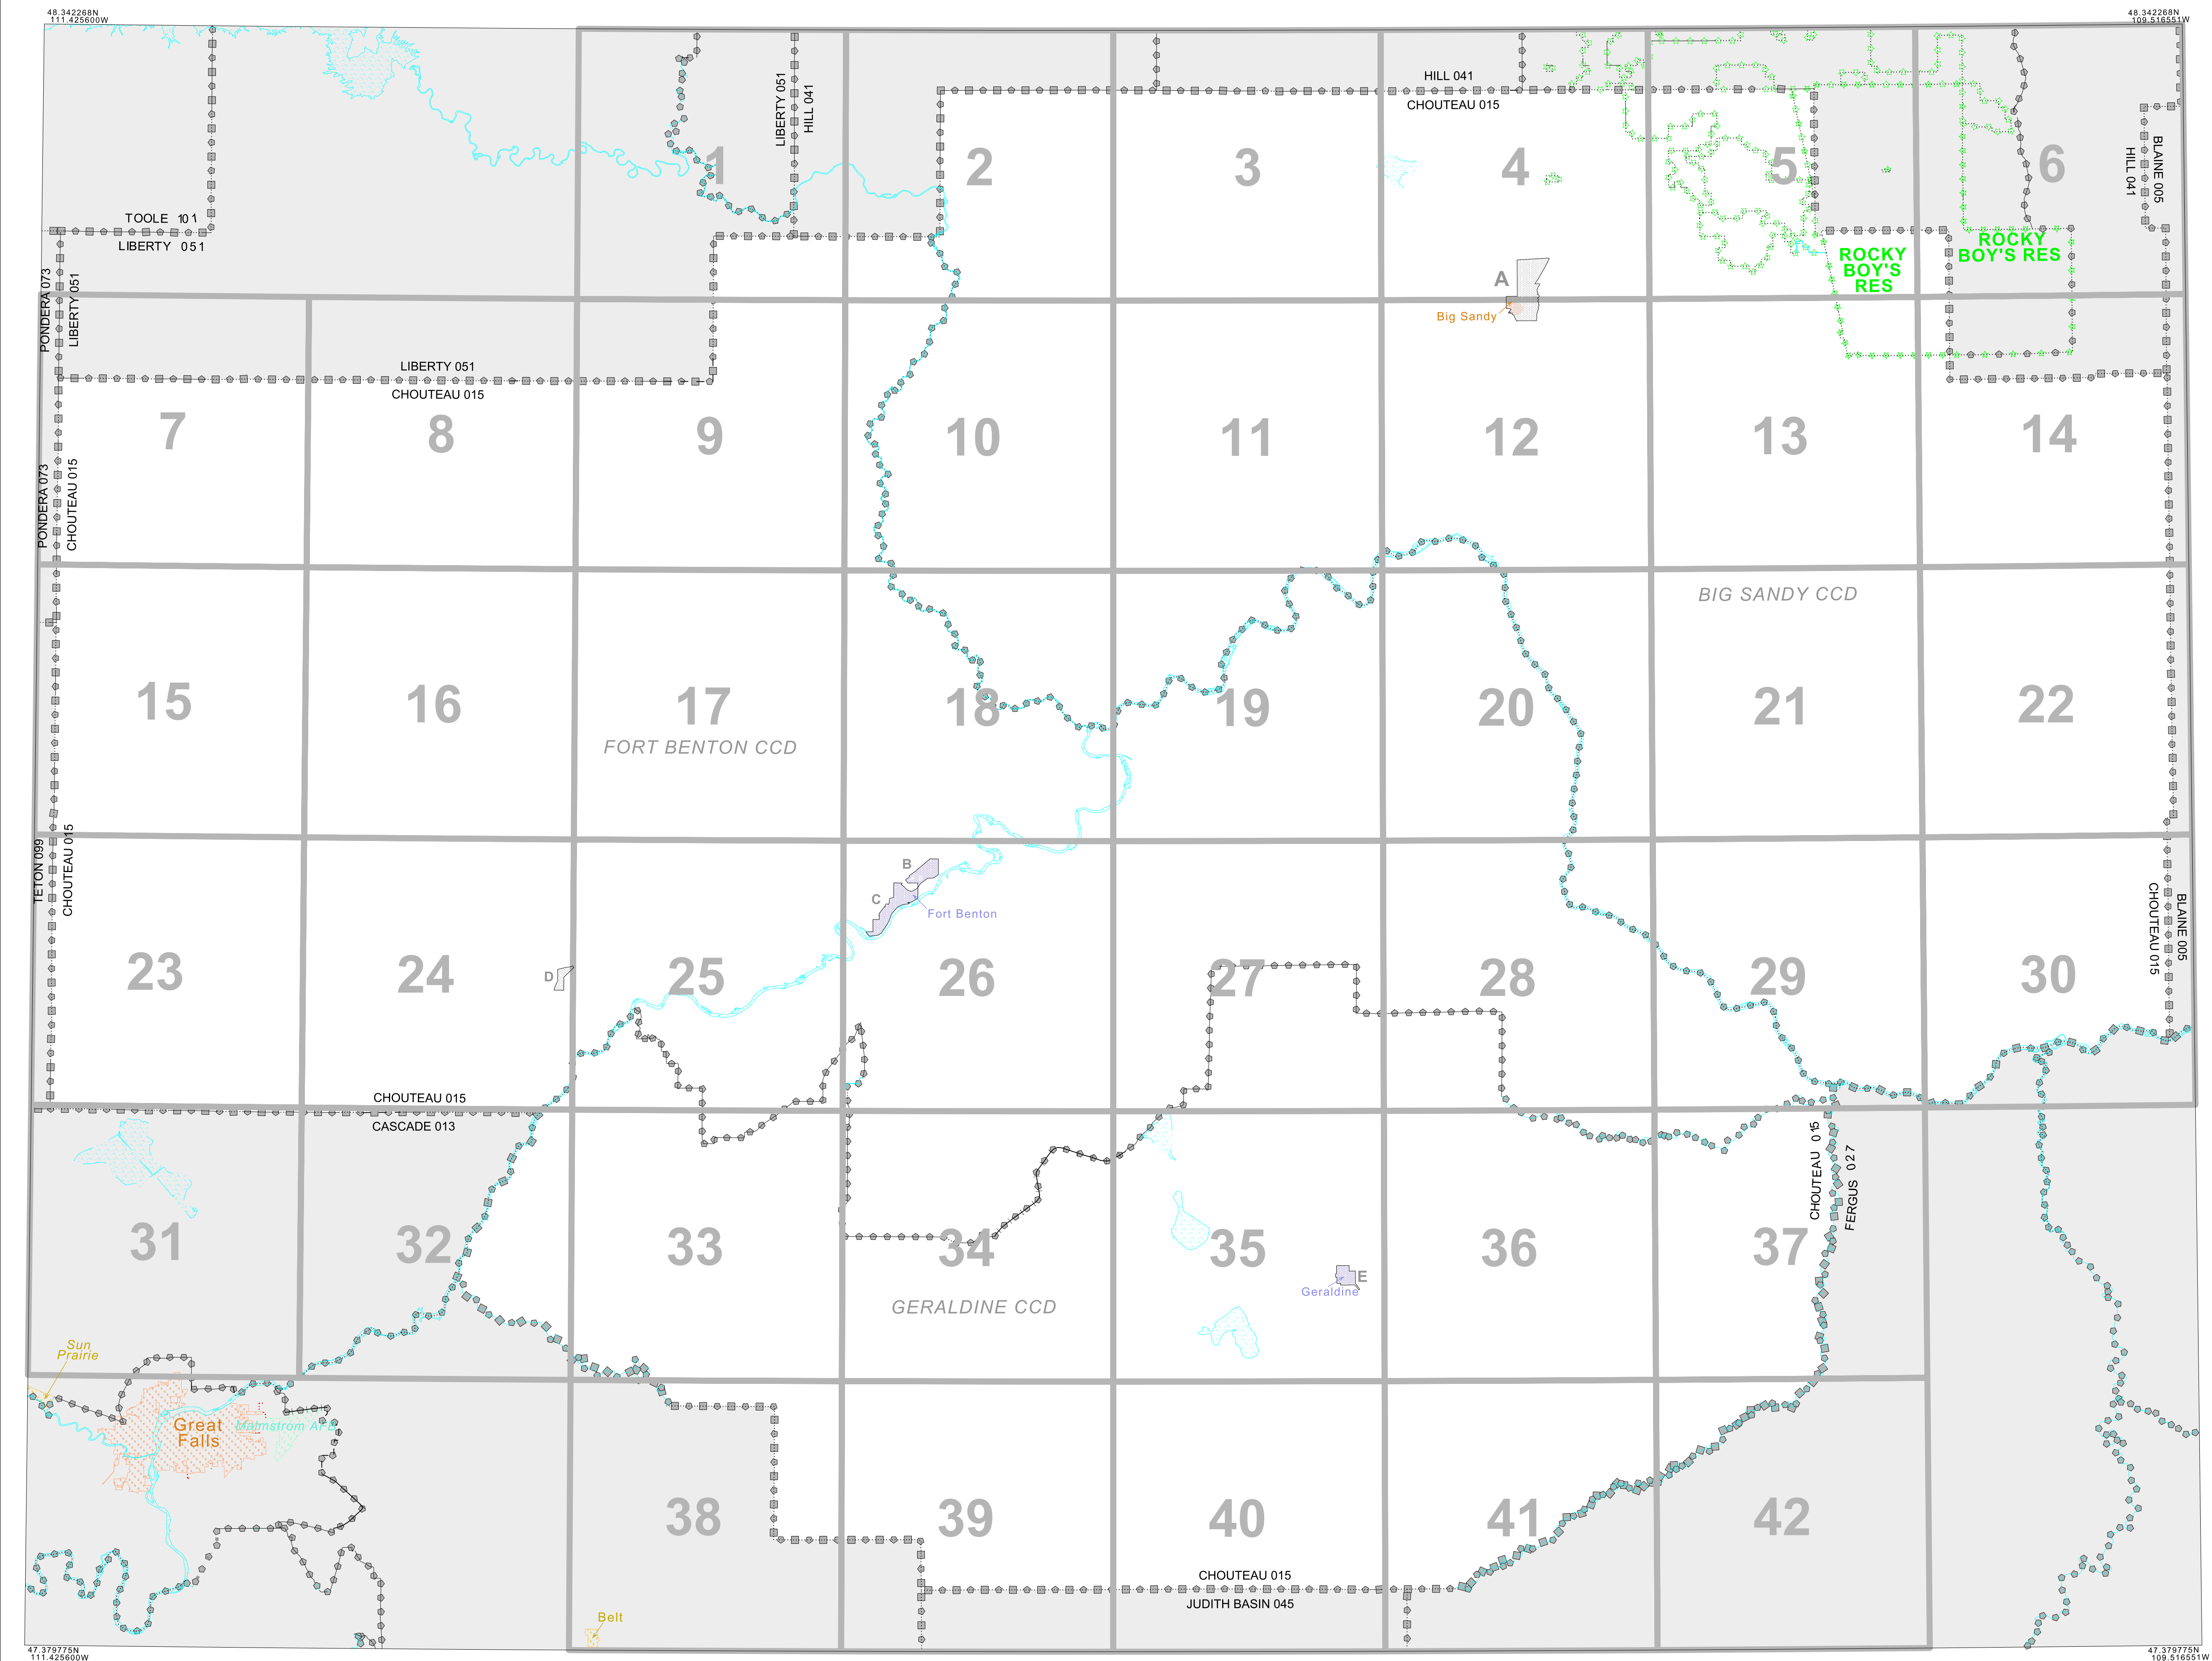 48.342268N
111.425600W
48.342268N
109.516551W
HILL 041
CHOUTEAU 015
LIBERTY 051
HILL 041
1
2
3
4
5
6
BLAINE 005
HILL 041
TOOLE 101
LIBERTY 051
ROCKY
BOY'S
RES
ROCKY
BOY'S RES
PONDERA 073
LIBERTY 051
A
Big Sandy
LIBERTY 051
CHOUTEAU 015
7
8
9
10
11
12
13
14
PONDERA 073
CHOUTEAU 015
BIG SANDY CCD
15
16
17
18
19
20
21
22
FORT BENTON CCD
TETON 099
CHOUTEAU 015
B
C
Fort Benton
BLAINE 005
CHOUTEAU 015
23
24
D
25
26
27
28
29
30
CHOUTEAU 015
CASCADE 013
CHOUTEAU 015
FERGUS 027
31
32
33
34
35
36
37
E
Geraldine
GERALDINE CCD
Sun
Prairie
Great
Falls
Malmstrom AFB
38
39
40
41
42
CHOUTEAU 015
JUDITH BASIN 045
Belt
47.379775N
111.425600W
47.379775N
109.516551W